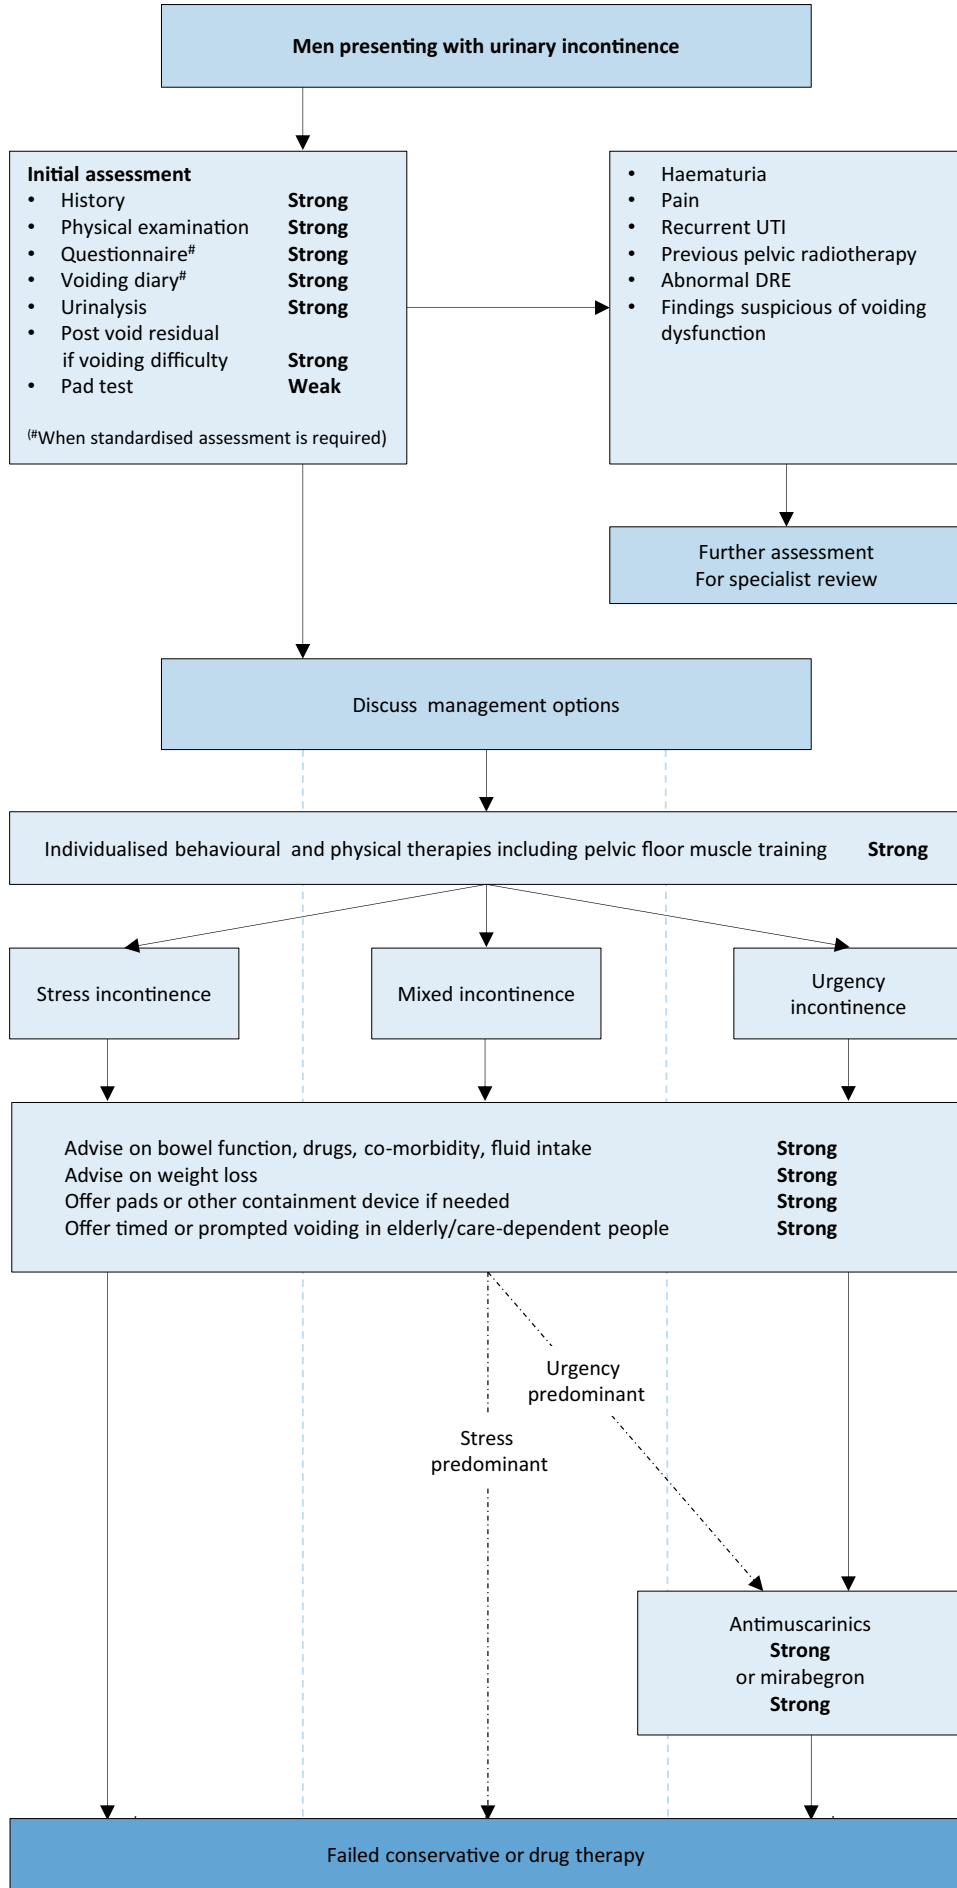 Men presenting with urinary incontinence
Initial assessment
• History Strong
• Physical examination Strong
• Questionnaire# Strong
• Voiding diary# Strong
• Urinalysis Strong
• Post void residual
if voiding difficulty Strong
• Pad test Weak
(#When standardised assessment is required)
• Haematuria
• Pain
• Recurrent UTI
• Previous pelvic radiotherapy
• Abnormal DRE
• Findings suspicious of voiding
dysfunction
Further assessment
For specialist review
Discuss management options
Individualised behavioural and physical therapies including pelvic floor muscle training Strong
Stress incontinence
Mixed incontinence
Urgency
incontinence
Advise on bowel function, drugs, co-morbidity, fluid intake Strong
Advise on weight loss Strong
Offer pads or other containment device if needed Strong
Offer timed or prompted voiding in elderly/care-dependent people Strong
Urgency
predominant
Stress
predominant
Antimuscarinics
Strong
or mirabegron
Strong
Failed conservative or drug therapy